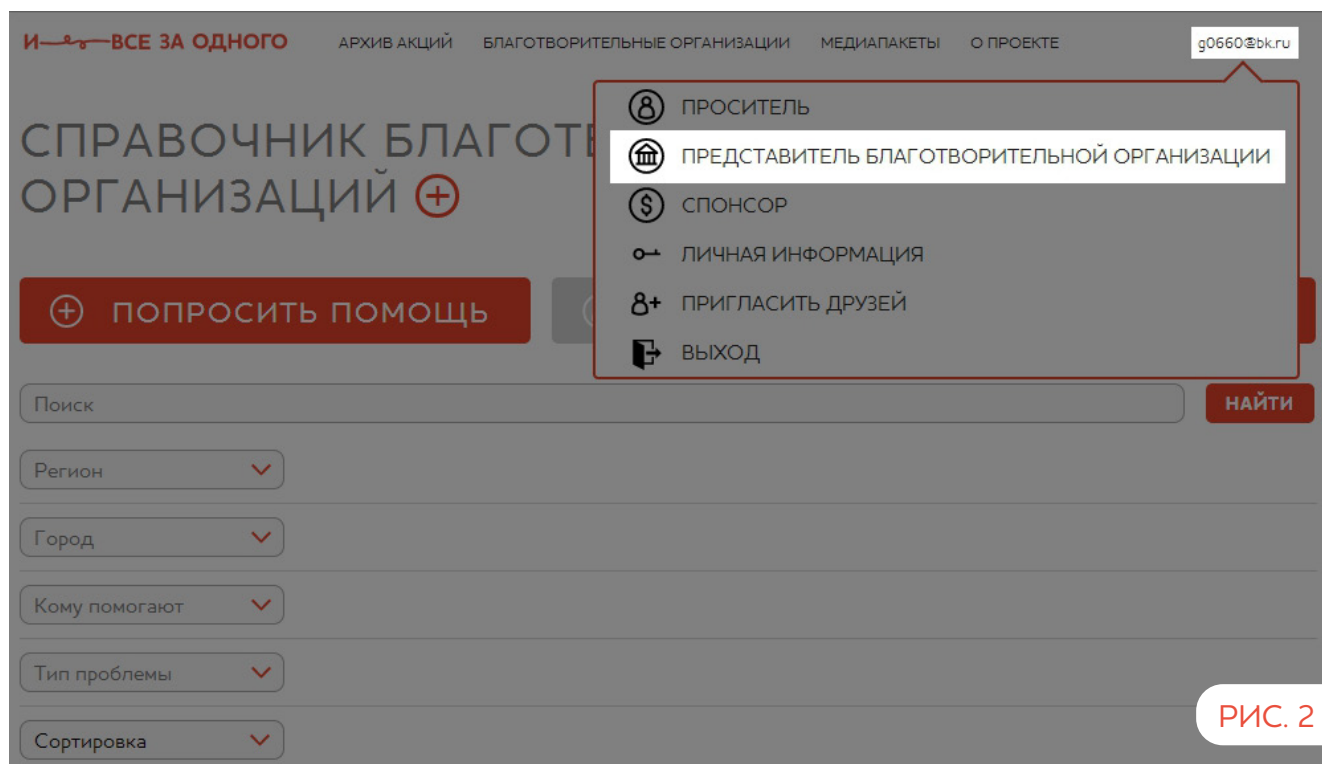 И ВСЕ ЗА ОДНОГО АРХИВ АКЦИЙ БЛАГОТВОРИТЕЛЬНЫЕ ОРГАНИЗАЦИИ МЕДИАПАКЕТЫ О ПРОЕКТЕ g0660@bk.ru
СПРАВОЧНИК БЛАГОТ
ОРГАНИЗАЦИЙ
ПРОСИТЕЛЬ
ПРЕДСТАВИТЕЛЬ БЛАГОТВОРИТЕЛЬНОЙ ОРГАНИЗАЦИИ
СПОНСОР
ЛИЧНАЯ ИНФОРМАЦИЯ
ПРИГЛАСИТЬ ДРУЗЕЙ
ВЫХОД
ПОПРОСИТЬ ПОМОЩЬ
Поиск НАЙТИ
Регион
Город
Кому помогают
Тип проблемы
Сортировка
РИС. 2